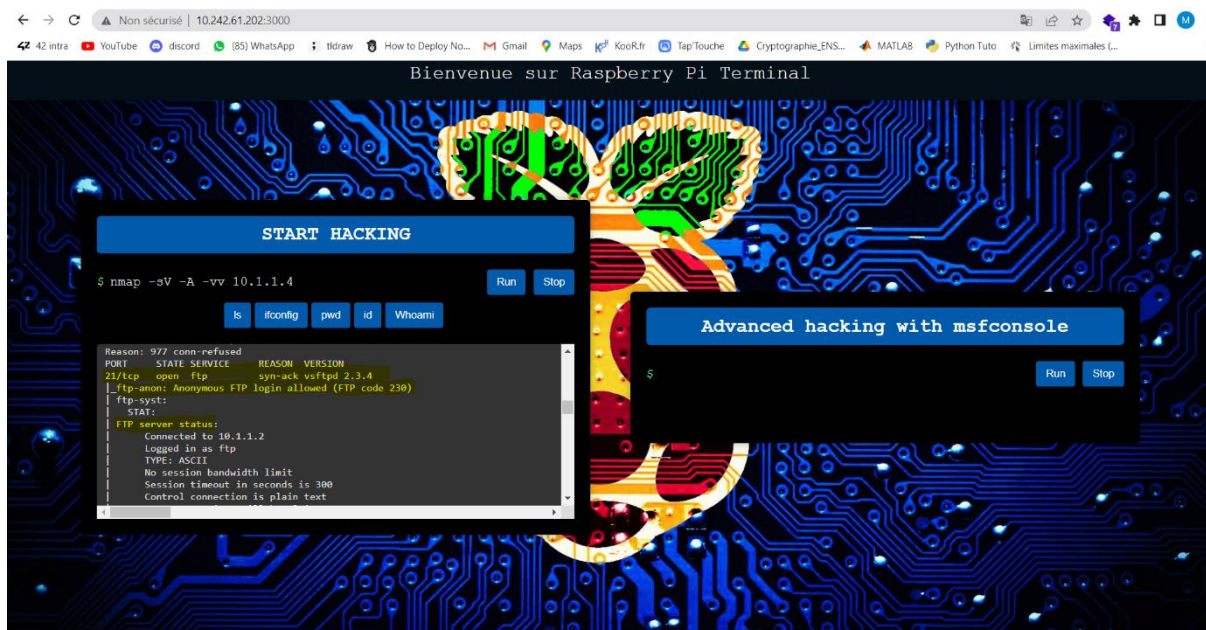 Non sécurisé | 10.242.61.202:3000
42 intra YouTube discord (85) WhatsApp tldraw How to Deploy No... Gmail Maps KooR.fr Tap'Touche Cryptographie_ENS... MATLAB Python Tuto Limites maximales (...
Bienvenue sur Raspberry Pi Terminal
START HACKING
$ nmap -sV -A -vv 10.1.1.4
Run Stop
ls ifconfig pwd id Whoami
Reason: 977 conn-refused
PORT STATE SERVICE REASON VERSION
21/tcp open ftp syn-ack vsftpd 2.3.4
|_ftp-anon: Anonymous FTP login allowed (FTP code 230)
| ftp-syst:
| STAT:
| FTP server status:
| Connected to 10.1.1.2
| Logged in as ftp
| TYPE: ASCII
| No session bandwidth limit
| Session timeout in seconds is 300
| Control connection is plain text
Advanced hacking with msfconsole
$
Run Stop